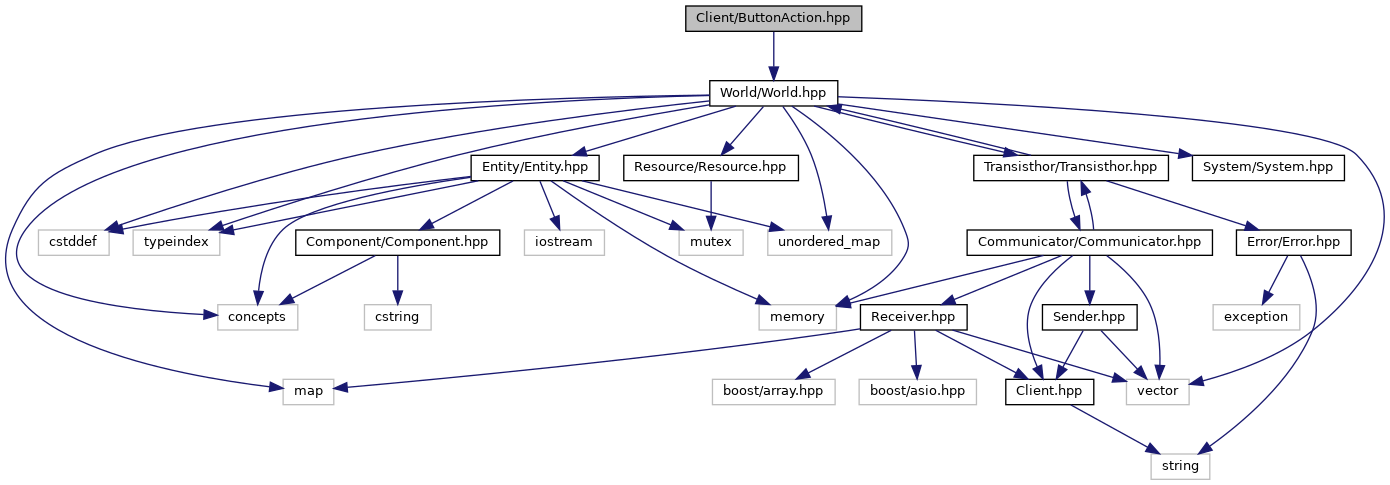 Client/ButtonAction.hpp
World/World.hpp
Entity/Entity.hpp
Resource/Resource.hpp
Transisthor/Transisthor.hpp
System/System.hpp
cstddef
typeindex
Component/Component.hpp
iostream
mutex
unordered_map
Communicator/Communicator.hpp
Error/Error.hpp
concepts
cstring
memory
Receiver.hpp
Sender.hpp
exception
map
boost/array.hpp
boost/asio.hpp
Client.hpp
vector
string